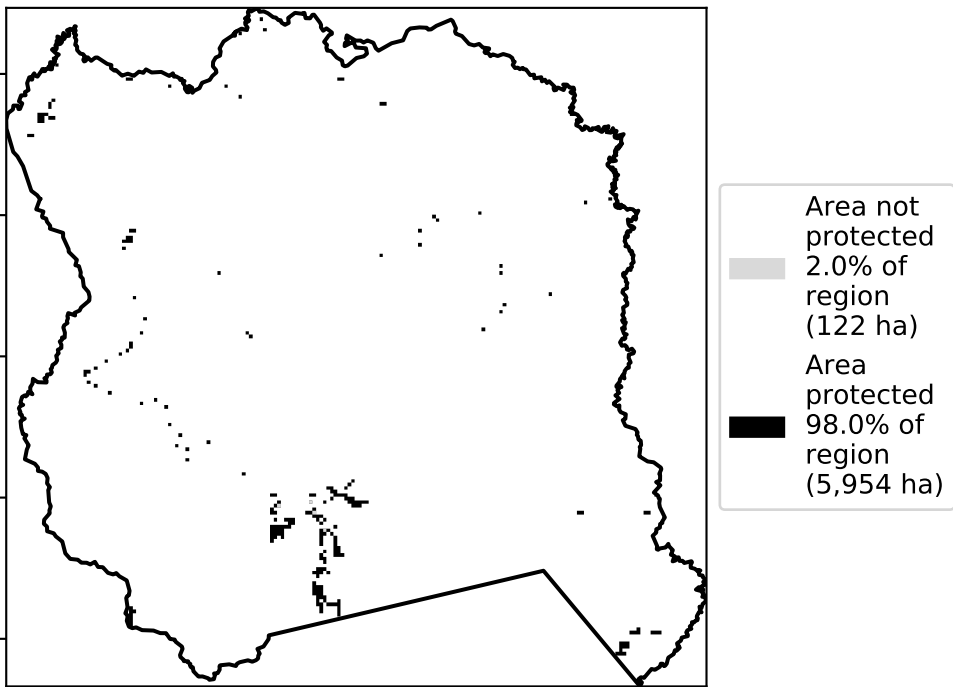 Area not
protected
2.0% of
region
(122 ha)
Area
protected
98.0% of
region
(5,954 ha)